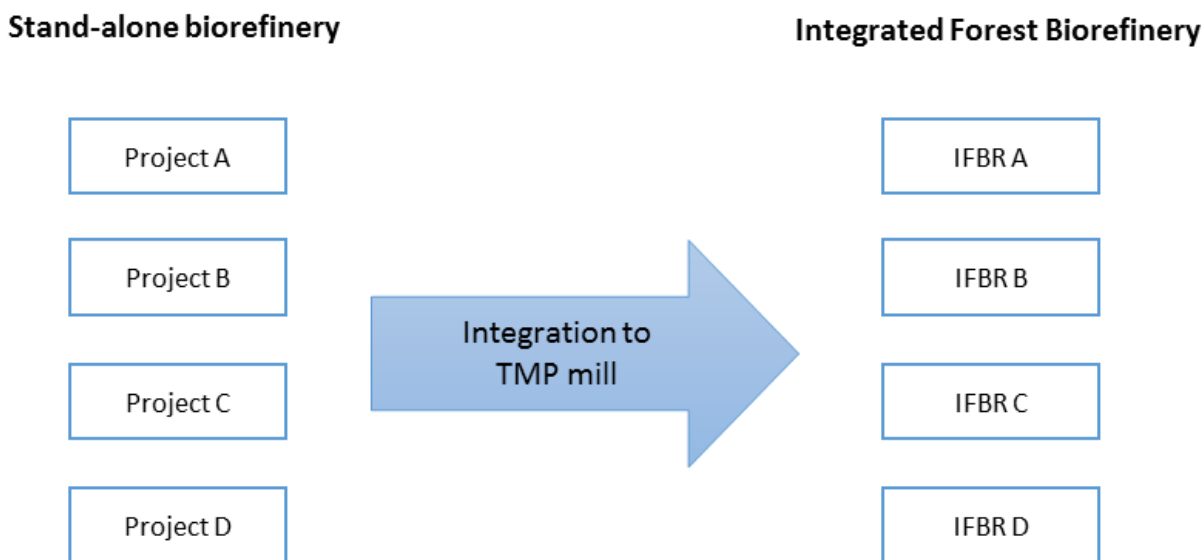 Stand-alone biorefinery
Integrated Forest Biorefinery
Project A
IFBR A
Project B
IFBR B
Integration to
TMP mill
Project C
IFBR C
Project D
IFBR D